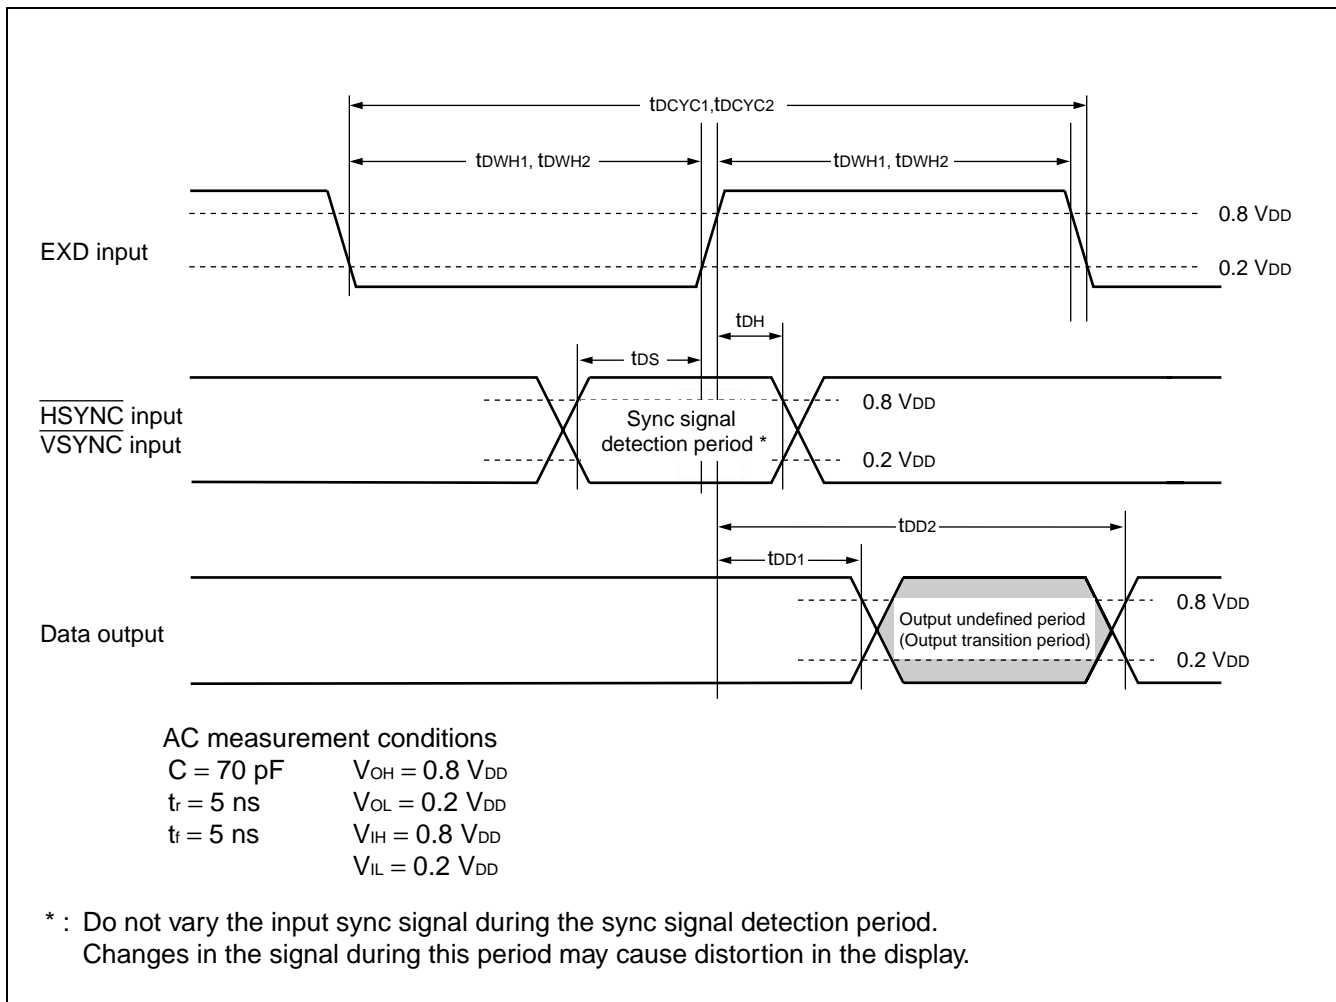 tDCYC1,tDCYC2
tDWH1, tDWH2
tDWH1, tDWH2
0.8 VDD
EXD input
0.2 VDD
tDH
tDS
HSYNC input
VSYNC input
Sync signal
detection period *
0.8 VDD
0.2 VDD
tDD2
tDD1
Data output
Output undefined period
(Output transition period)
0.8 VDD
0.2 VDD
AC measurement conditions
C = 70 pF VOH = 0.8 VDD
tr = 5 ns VOL = 0.2 VDD
tf = 5 ns VIH = 0.8 VDD
VIL = 0.2 VDD
* : Do not vary the input sync signal during the sync signal detection period.
Changes in the signal during this period may cause distortion in the display.